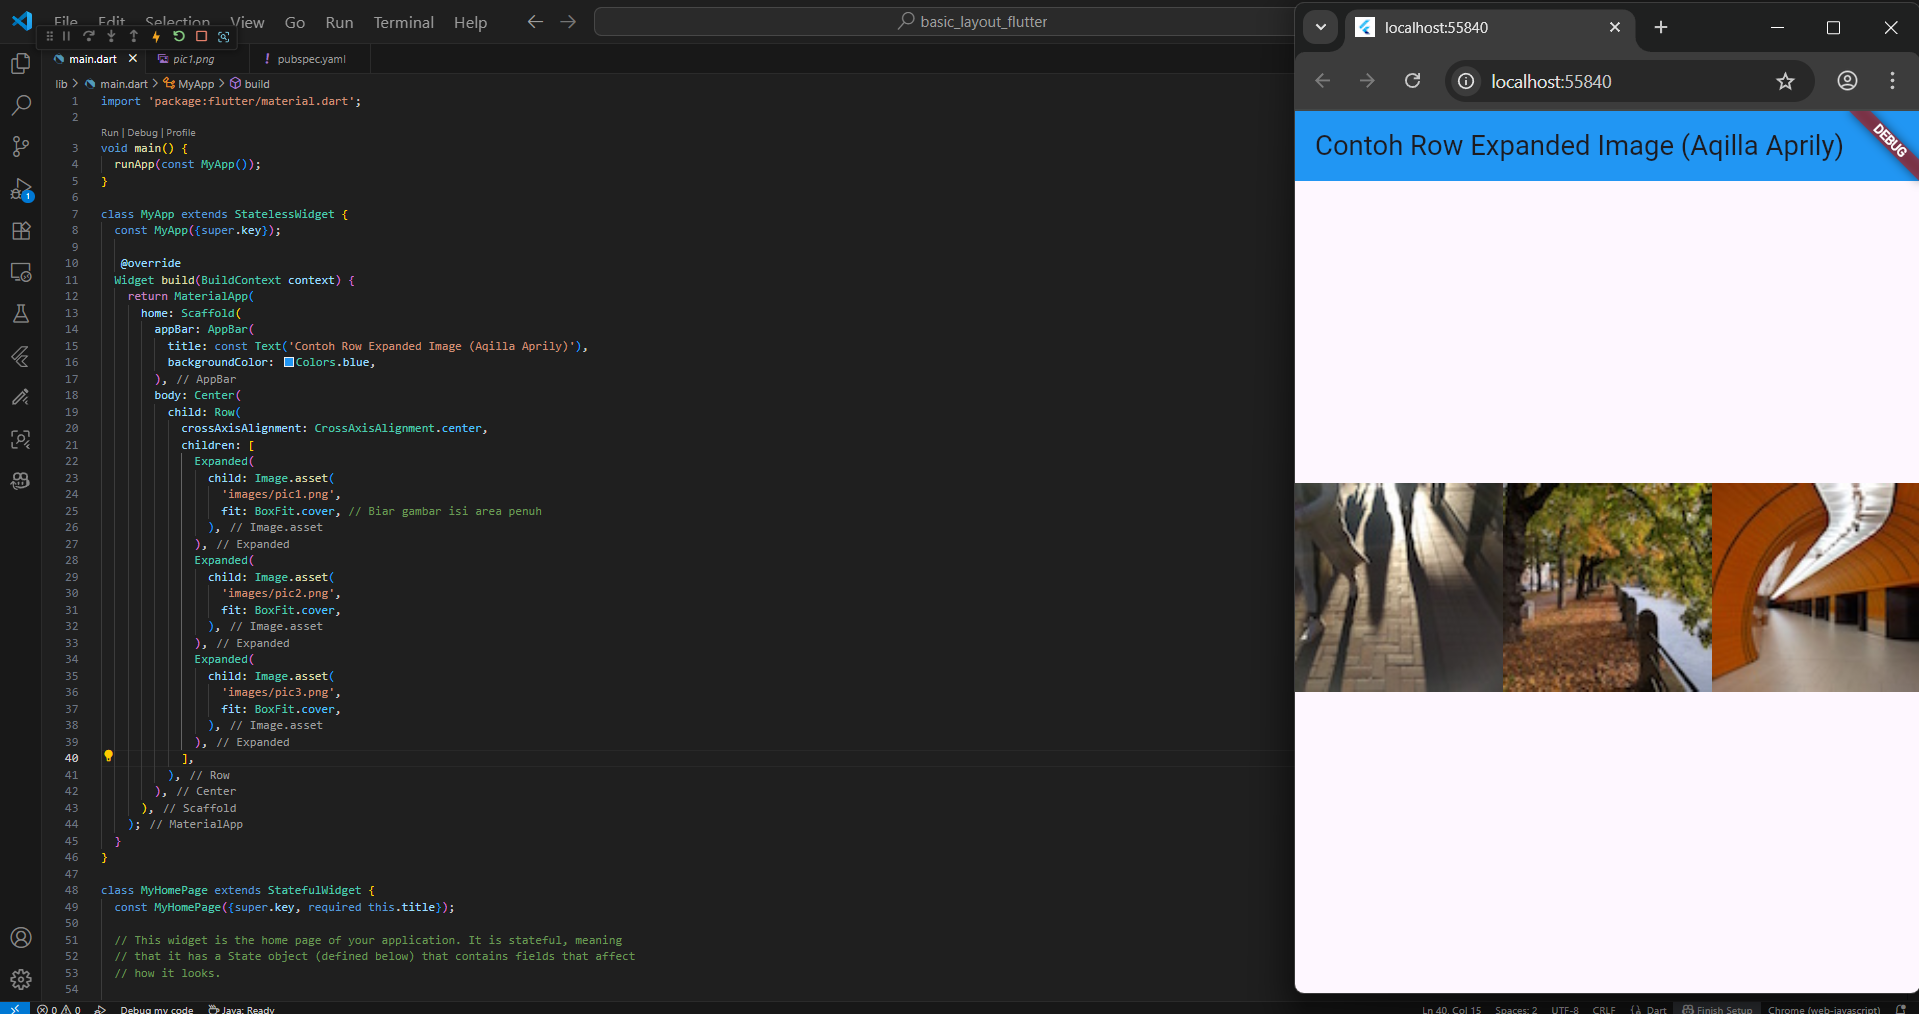 File Edit Selection View Go Run Terminal Help
basic_layout_flutter
main.dart
pic1.png
! pubspec.yaml
lib > main.dart > MyApp > build
1 import 'package:flutter/material.dart';
2
Run | Debug | Profile
3 void main() {
4 runApp(const MyApp());
5 }
6
7 class MyApp extends StatelessWidget {
8 const MyApp({super.key});
9
10 @override
11 Widget build(BuildContext context) {
12 return MaterialApp(
13 home: Scaffold(
14 appBar: AppBar(
15 title: const Text('Contoh Row Expanded Image (Aqilla Aprily)'),
16 backgroundColor: Colors.blue,
17 ), // AppBar
18 body: Center(
19 child: Row(
20 crossAxisAlignment: CrossAxisAlignment.center,
21 children: [
22 Expanded(
23 child: Image.asset(
24 'images/pic1.png',
25 fit: BoxFit.cover, // Biar gambar isi area penuh
26 ), // Image.asset
27 ), // Expanded
28 Expanded(
29 child: Image.asset(
30 'images/pic2.png',
31 fit: BoxFit.cover,
32 ), // Image.asset
33 ), // Expanded
34 Expanded(
35 child: Image.asset(
36 'images/pic3.png',
37 fit: BoxFit.cover,
38 ), // Image.asset
39 ), // Expanded
40 ],
41 ), // Row
42 ), // Center
43 ), // Scaffold
44 ); // MaterialApp
45 }
46 }
47
48 class MyHomePage extends StatefulWidget {
49 const MyHomePage({super.key, required this.title});
50
51 // This widget is the home page of your application. It is stateful, meaning
52 // that it has a State object (defined below) that contains fields that affect
53 // how it looks.
54
1
0 0 Debug my code Java: Ready
Ln 40, Col 15 Spaces: 2 UTF-8 CRLF {} Dart Finish Setup Chrome (web-javascript)
localhost:55840
localhost:55840
Contoh Row Expanded Image (Aqilla Aprily)
DEBUG